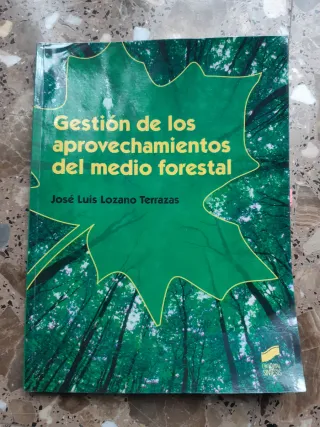 Gestión de los
aprovechamientos
del medio forestal
José Luis Lozano Terrazas